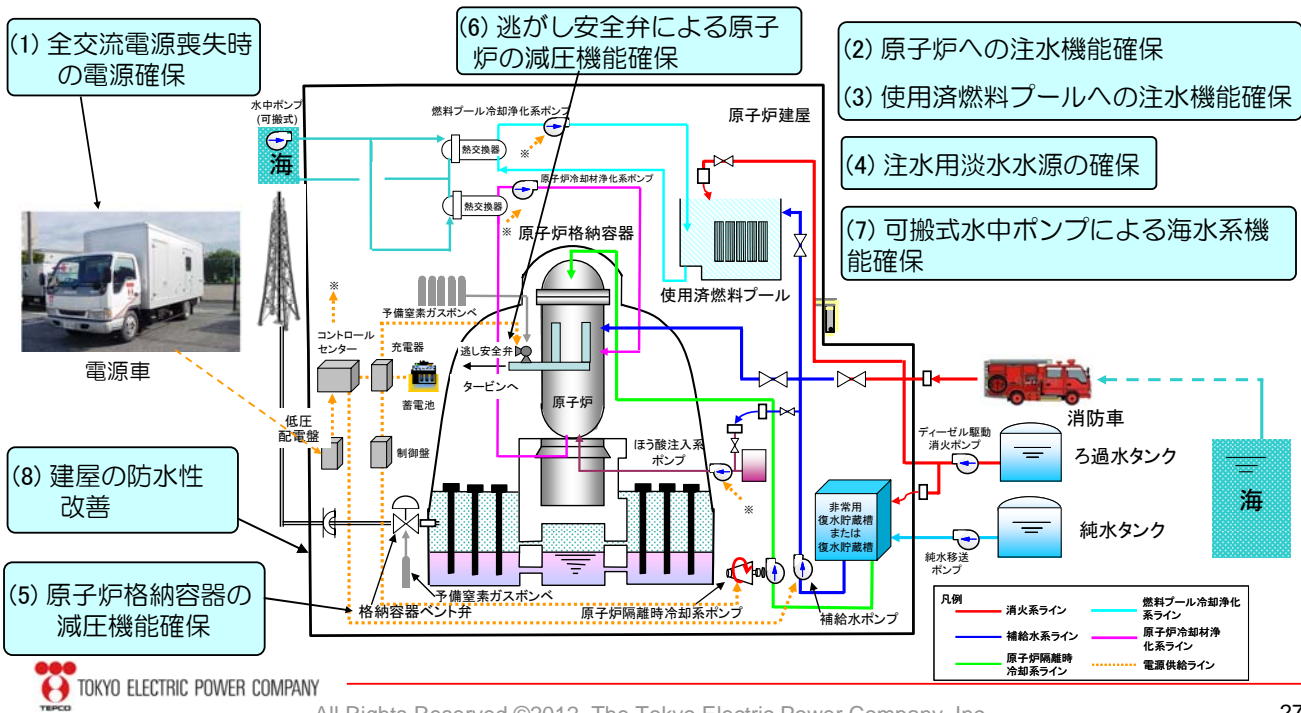 (1) 全交流電源喪失時
の電源確保
(6) 逃がし安全弁による原子
炉の減圧機能確保
(2) 原子炉への注水機能確保
(3) 使用済燃料プールへの注水機能確保
(4) 注水用淡水水源の確保
(7) 可搬式水中ポンプによる海水系機
能確保
水中ポンプ
(可搬式)
海
燃料プール冷却浄化系ポンプ
原子炉建屋
熱交換器
※
原子炉冷却材浄化系ポンプ
熱交換器
※
原子炉格納容器
使用済燃料プール
電源車
※
コントロール
センター
充電器
蓄電池
予備窒素ガスボンベ
逃し安全弁
タービンへ
原子炉
低圧
配電盤
制御盤
ほう酸注入系
ポンプ
※
消防車
ディーゼル駆動
消火ポンプ
ろ過水タンク
海
非常用
復水貯蔵槽
または
復水貯蔵槽
純水タンク
純水移送
ポンプ
(8) 建屋の防水性
改善
(5) 原子炉格納容器の
減圧機能確保
予備窒素ガスボンベ
格納容器ベント弁
原子炉隔離時冷却系ポンプ
補給水ポンプ
凡例
消火系ライン
燃料プール冷却浄化
系ライン
補給水系ライン
原子炉冷却材浄
化系ライン
原子炉隔離時
冷却系ライン
電源供給ライン
TEPCO
TOKYO ELECTRIC POWER COMPANY
All Rights Reserved ©2012, The Tokyo Electric Power Company, Inc
27